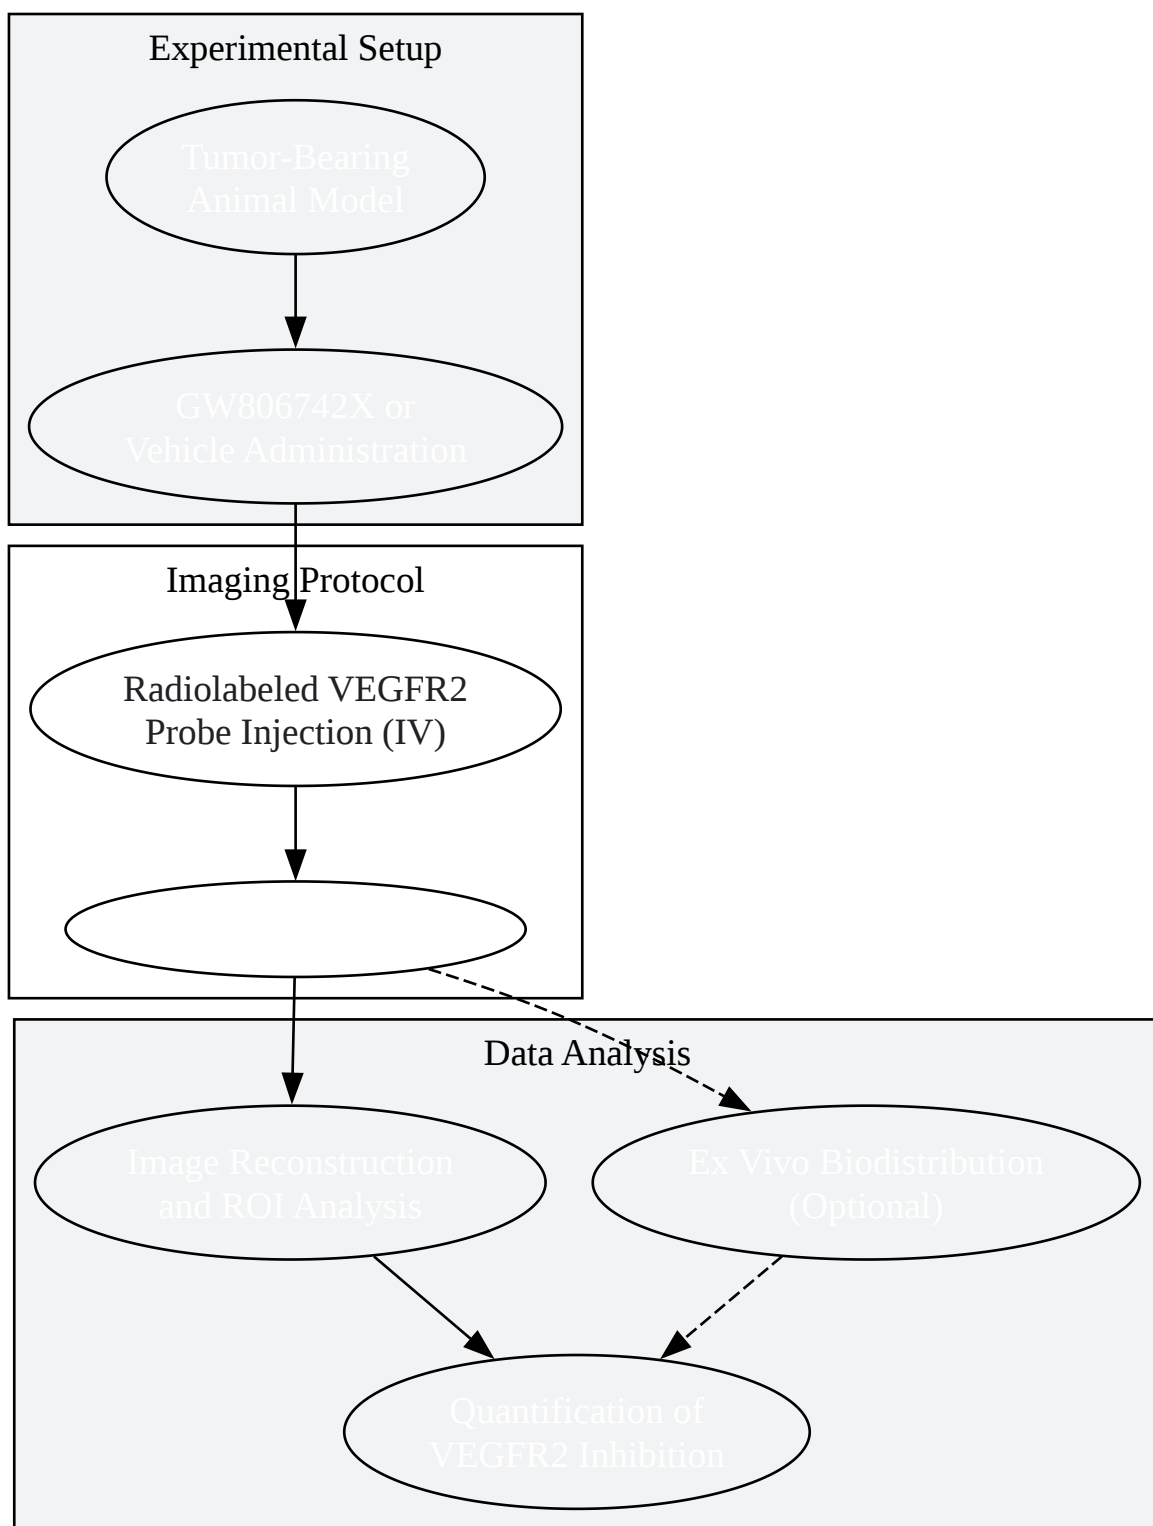 Experimental Setup
Tumor-Bearing
Animal Model
GW806742X or
Vehicle Administration
Imaging Protocol
Radiolabeled VEGFR2
Probe Injection (IV)
Data Analysis
Image Reconstruction
and ROI Analysis
Ex Vivo Biodistribution
(Optional)
Quantification of
VEGFR2 Inhibition